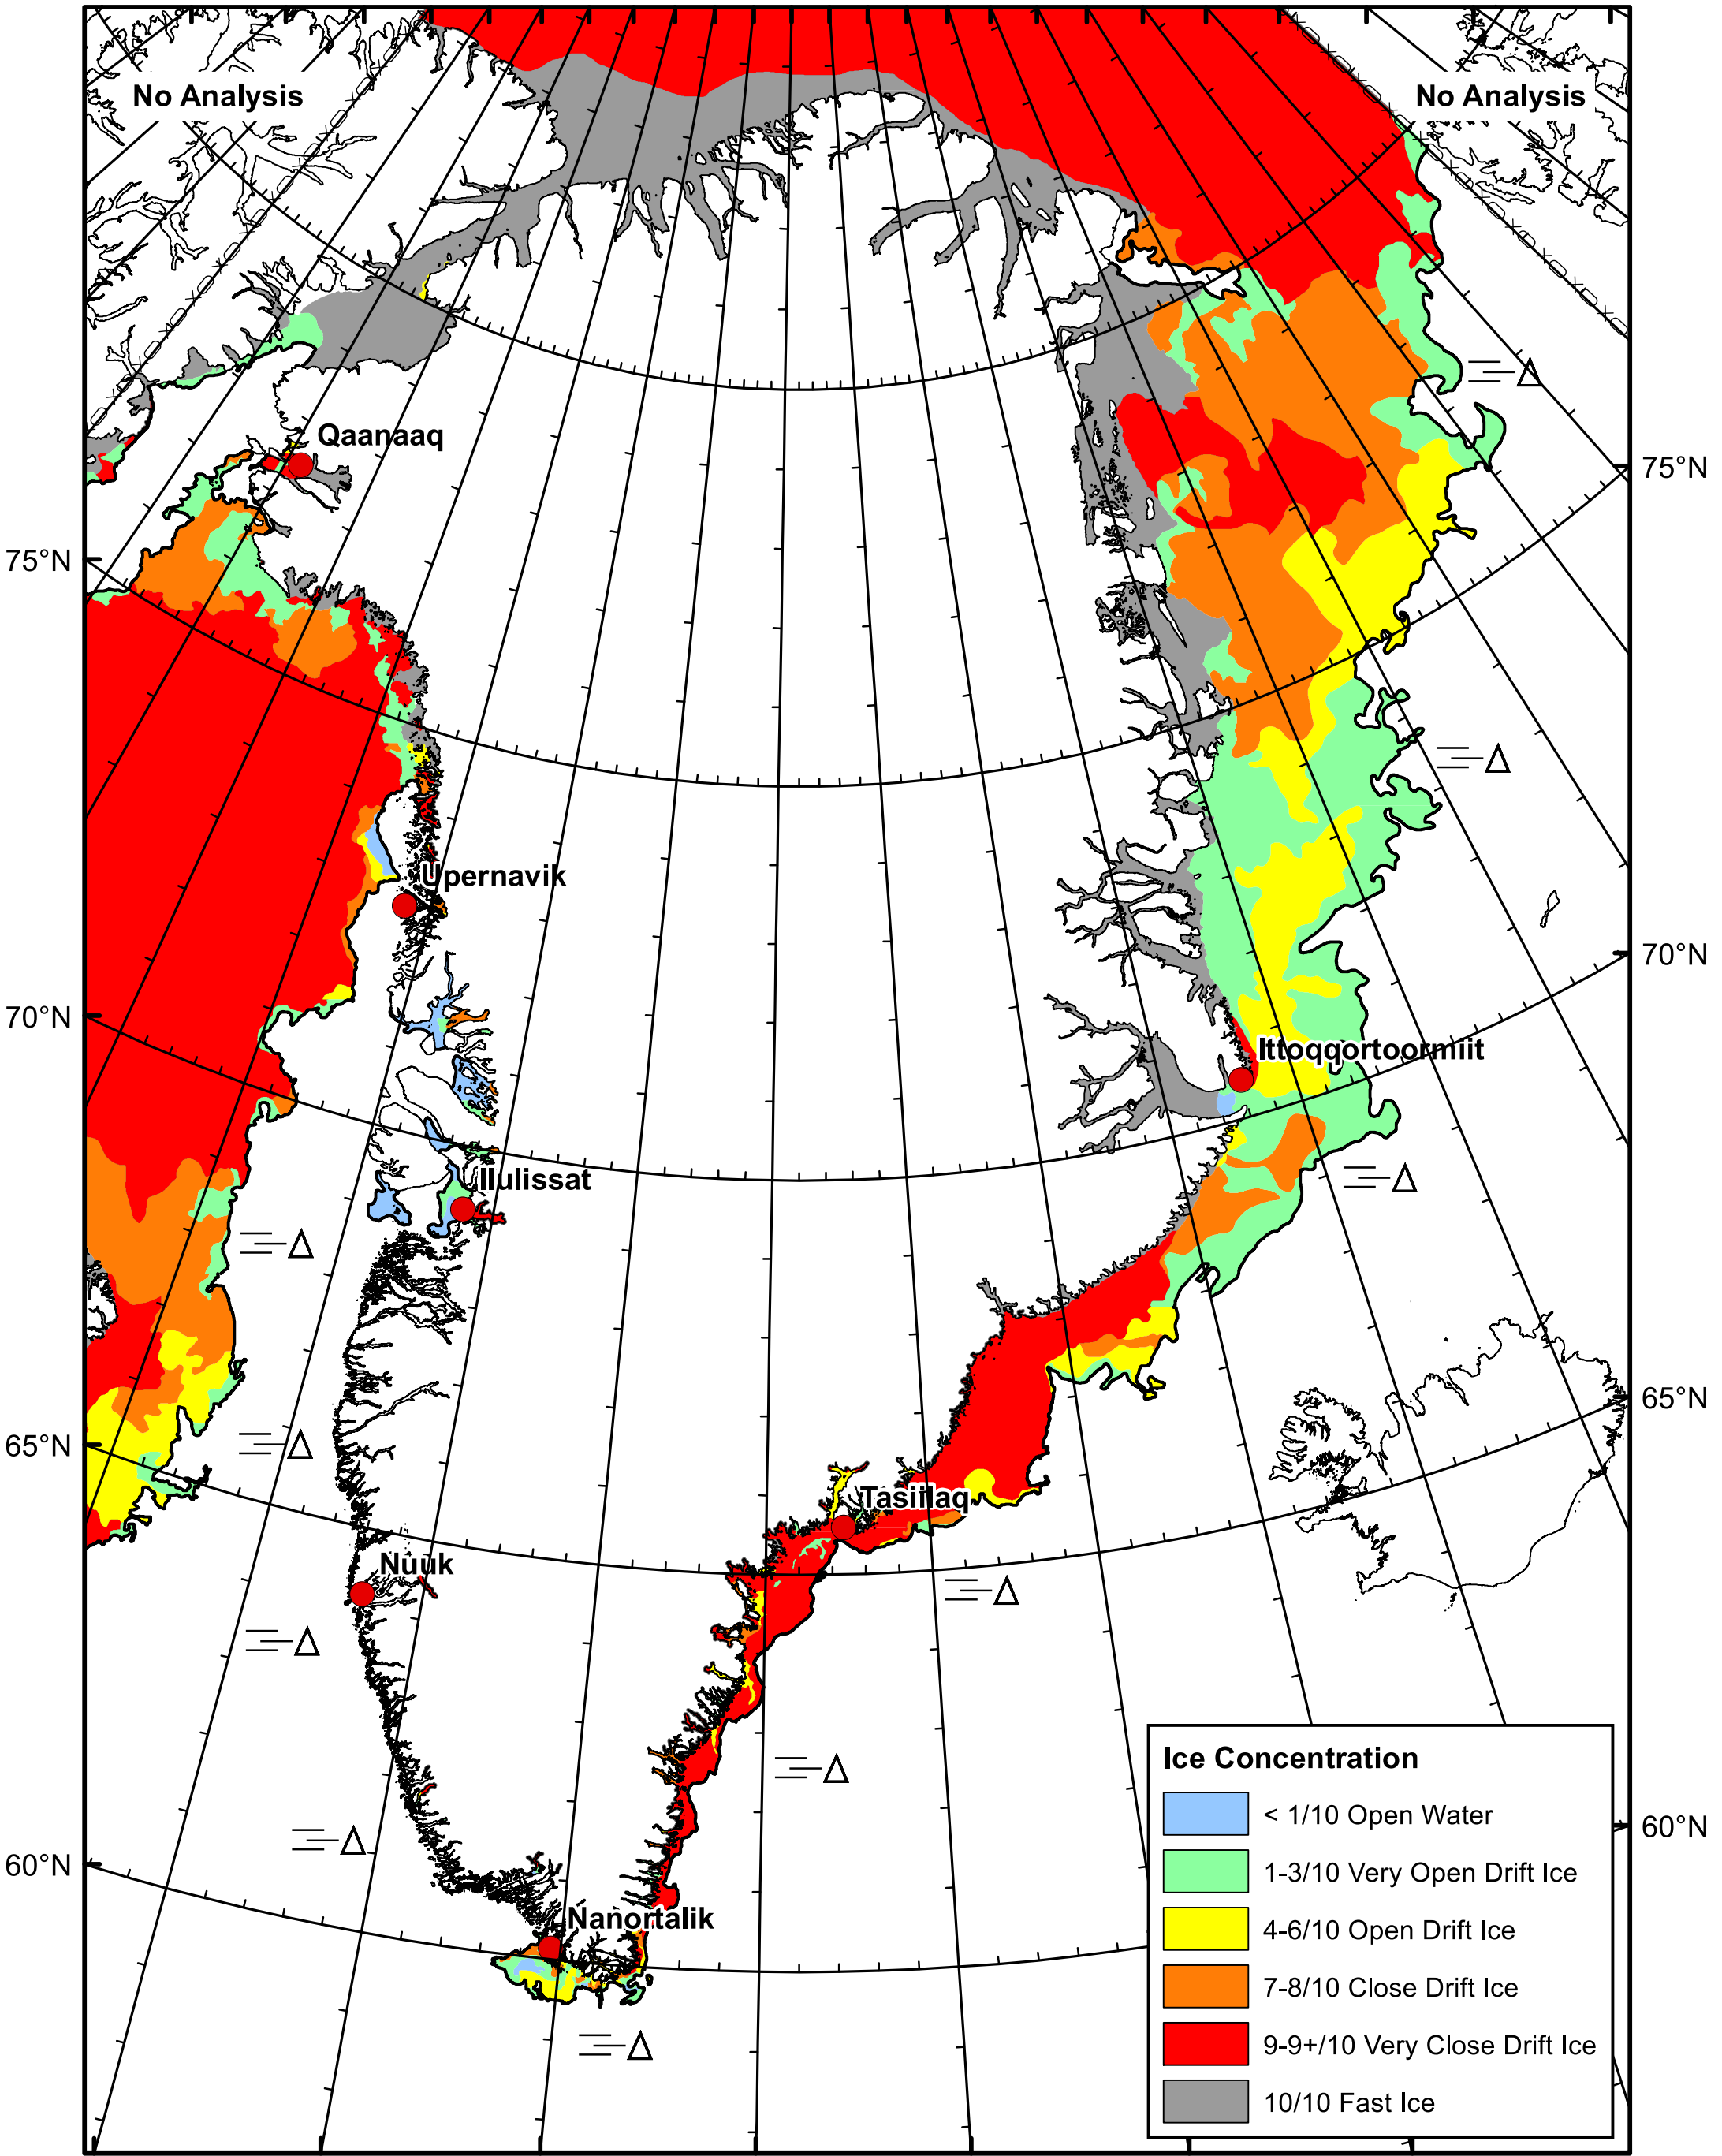 No Analysis
No Analysis
Qaanaaq
75°N
75°N
Upernavik
70°N
70°N
Ittoqqortoormiit
Ilulissat
65°N
65°N
Tasiilaq
Nuuk
60°N
60°N
Nanortalik
Ice Concentration
< 1/10 Open Water
1-3/10 Very Open Drift Ice
4-6/10 Open Drift Ice
7-8/10 Close Drift Ice
9-9+/10 Very Close Drift Ice
10/10 Fast Ice